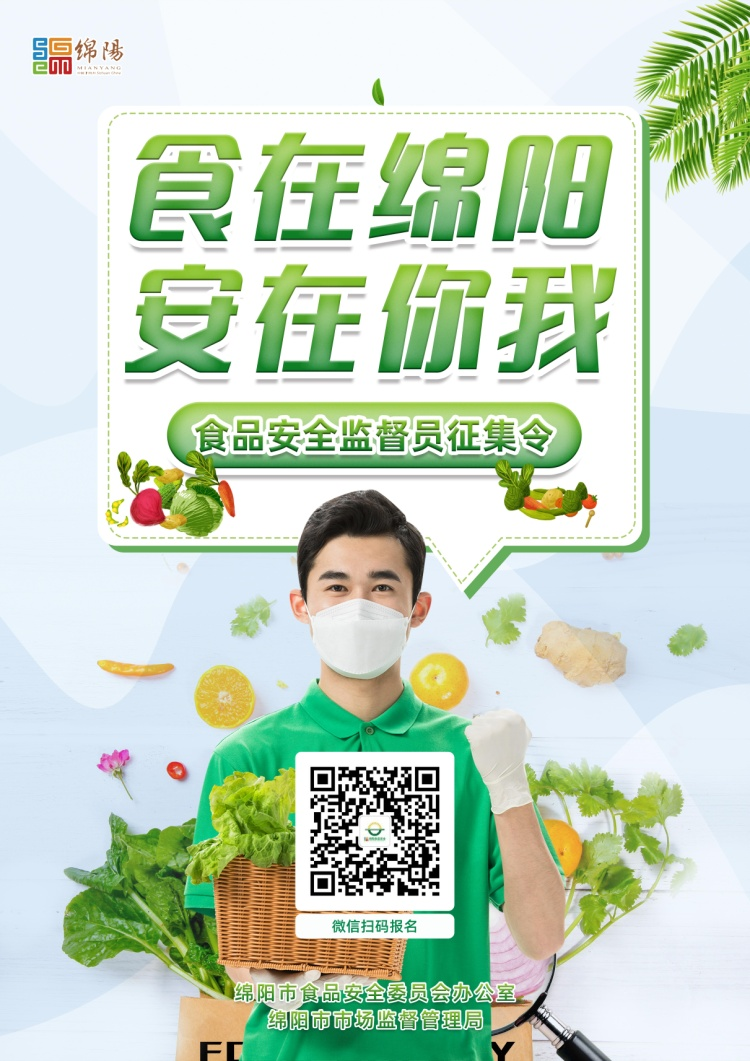 绵陽
MIANYANG
食在绵阳
安在你我
食品安全监督员征集令
微信扫码报名
绵阳市食品安全委员会办公室
绵阳市市场监督管理局